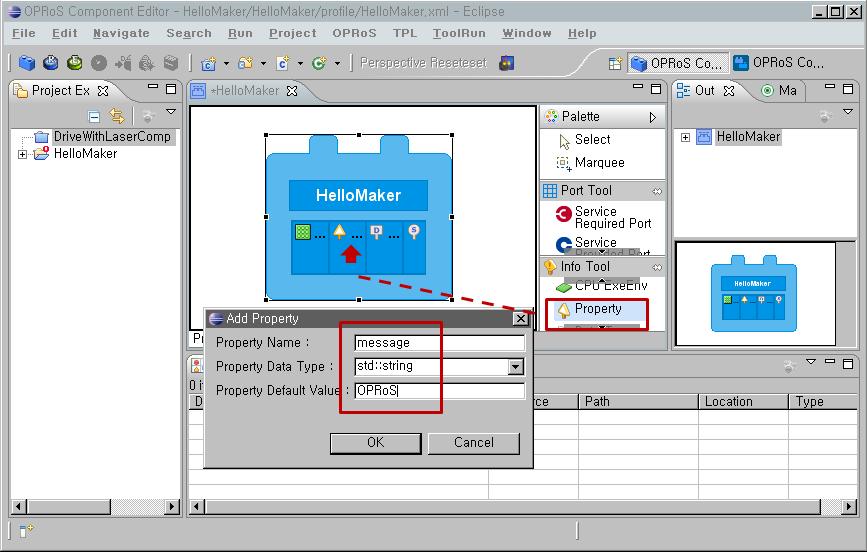 OPRoS Component Editor - HelloMaker/HelloMaker/profile/HelloMaker.xml - Eclipse
File Edit Navigate Search Run Project OPRoS TPL ToolRun Window Help
Perspective Reseteset
OPRoS Co...
OPRoS Co...
Project Ex
*HelloMaker
Out
Ma
DriveWithLaserComp
HelloMaker
HelloMaker
D
S
Palette
Select
Marquee
Port Tool
Service
Required Port
Service
Provided Port
Info Tool
CPU ExeEnv
Property
HelloMaker
HelloMaker
Add Property
Property Name :
message
Property Data Type :
std::string
Property Default Value :
OPRoS
OK
Cancel
Path
Location
Type